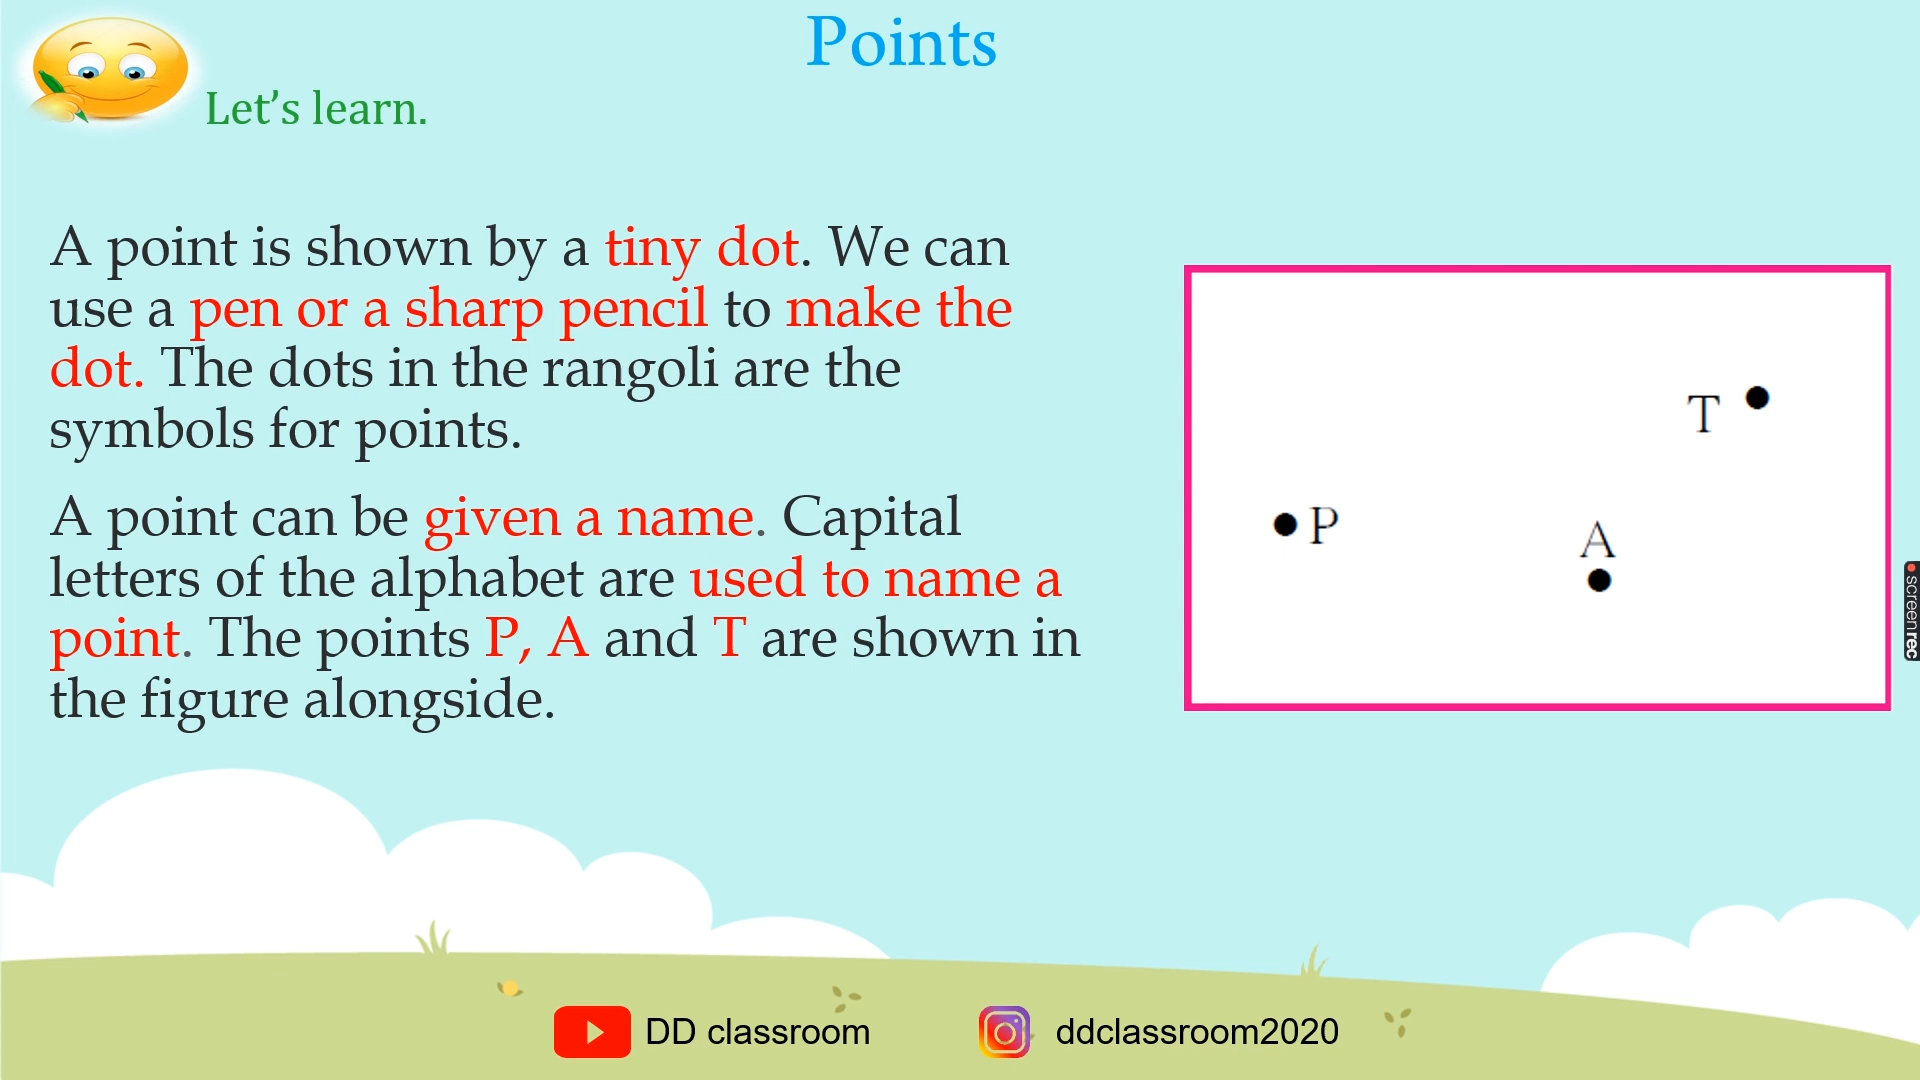 Points
Let's learn.
A point is shown by a tiny dot. We can
use a pen or a sharp pencil to make the
dot. The dots in the rangoli are the
symbols for points.
A point can be given a name. Capital
letters of the alphabet are used to name a
point. The points P, A and T are shown in
the figure alongside.
T
P
A
screenrec
DD classroom
ddclassroom2020